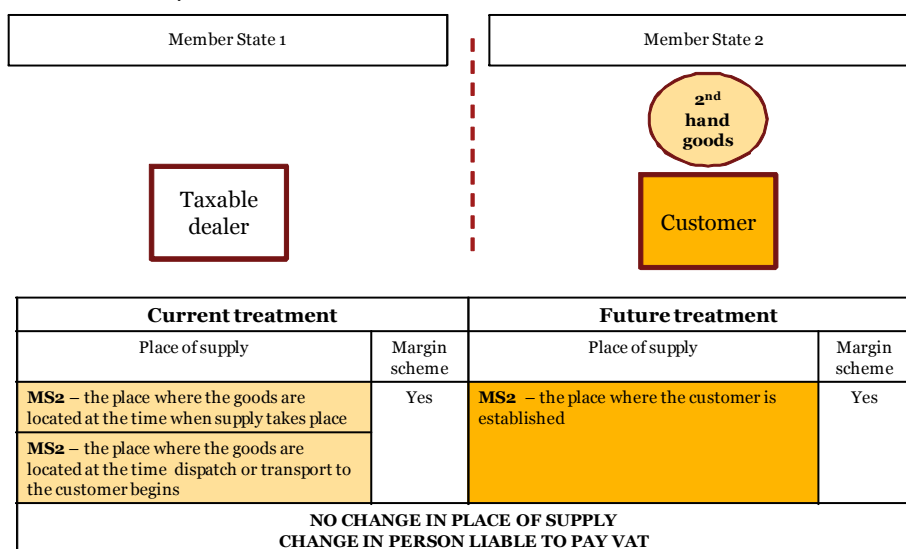 Member State 1
Member State 2
2nd
hand
goods
Taxable
dealer
Customer
Current treatment
Future treatment
Place of supply
Margin
scheme
Place of supply
Margin
scheme
MS2 – the place where the goods are
located at the time when supply takes place
Yes
MS2 – the place where the customer is
established
Yes
MS2 – the place where the goods are
located at the time dispatch or transport to
the customer begins
NO CHANGE IN PLACE OF SUPPLY
CHANGE IN PERSON LIABLE TO PAY VAT